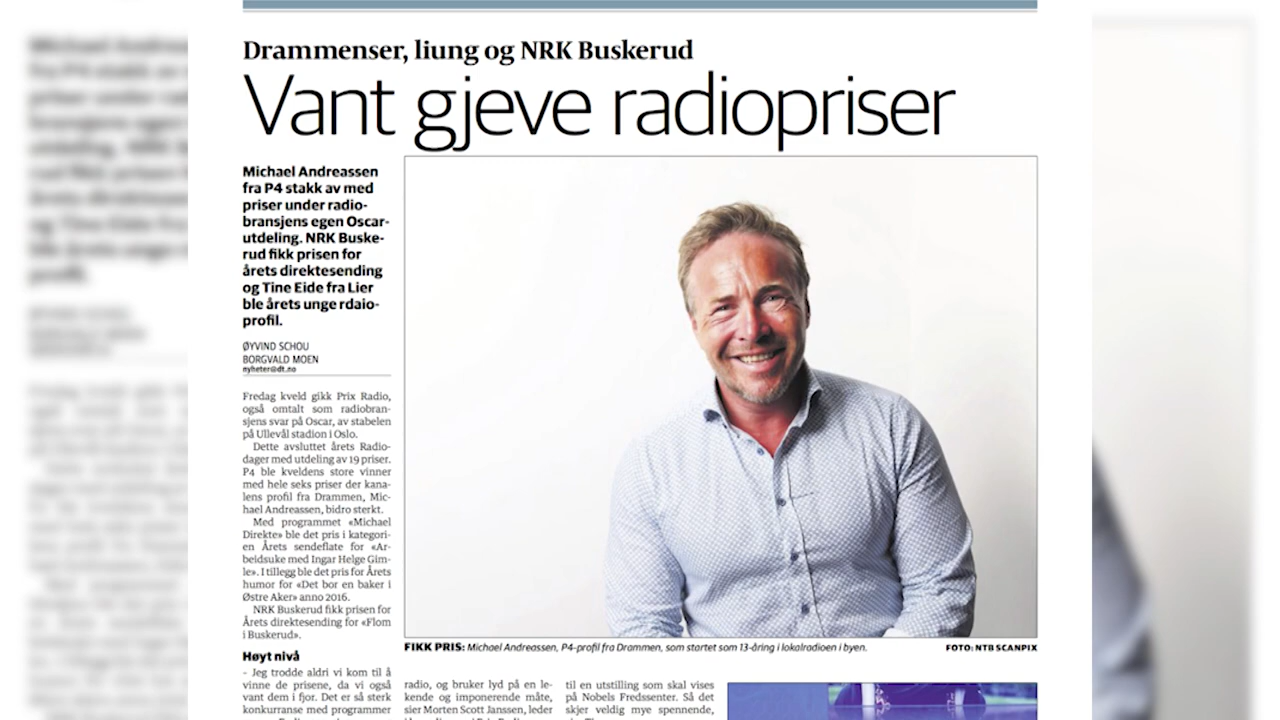 Drammenser, liung og NRK Buskerud
Vant gjeve radiopriser
Michael Andreassen
fra P4 stakk av med
priser under radio-
bransjens egen Oscar-
utdeling. NRK Buske-
rud fikk prisen for
årets direktesending
og Tine Eide fra Lier
ble årets unge rdaio-
profil.
ØYVIND SCHOU
BORGVALD MOEN
nyheter@dt.no
Fredag kveld gikk Prix Radio,
også omtalt som radiobran-
sjens svar på Oscar, av stabelen
på Ullevål stadion i Oslo.
Dette avsluttet årets Radio-
dager med utdeling av 19 priser.
P4 ble kveldens store vinner
med hele seks priser der kana-
lens profil fra Drammen, Mic-
hael Andreassen, bidro sterkt.
Med programmet «Michael
Direkte» ble det pris i kategori-
en Årets sendeflate for «Ar-
beidsuke med Ingar Helge Gim-
le». I tillegg ble det pris for Årets
humor for «Det bor en baker i
Østre Aker» anno 2016.
NRK Buskerud fikk prisen for
Årets direktesending for «Flom
i Buskerud».
Høyt nivå
– Jeg trodde aldri vi kom til å
vinne de prisene, da vi også
vant dem i fjor. Det er så sterk
konkurranse med programmer
FIKK PRIS: Michael Andreassen, P4-profil fra Drammen, som startet som 13-åring i lokalradioen i byen.
FOTO: NTB SCANPIX
radio, og bruker lyd på en le-
kende og imponerende måte,
sier Morten Scott Janssen, leder
til en utstilling som skal vises
på Nobels Fredssenter. Så det
skjer veldig mye spennende,